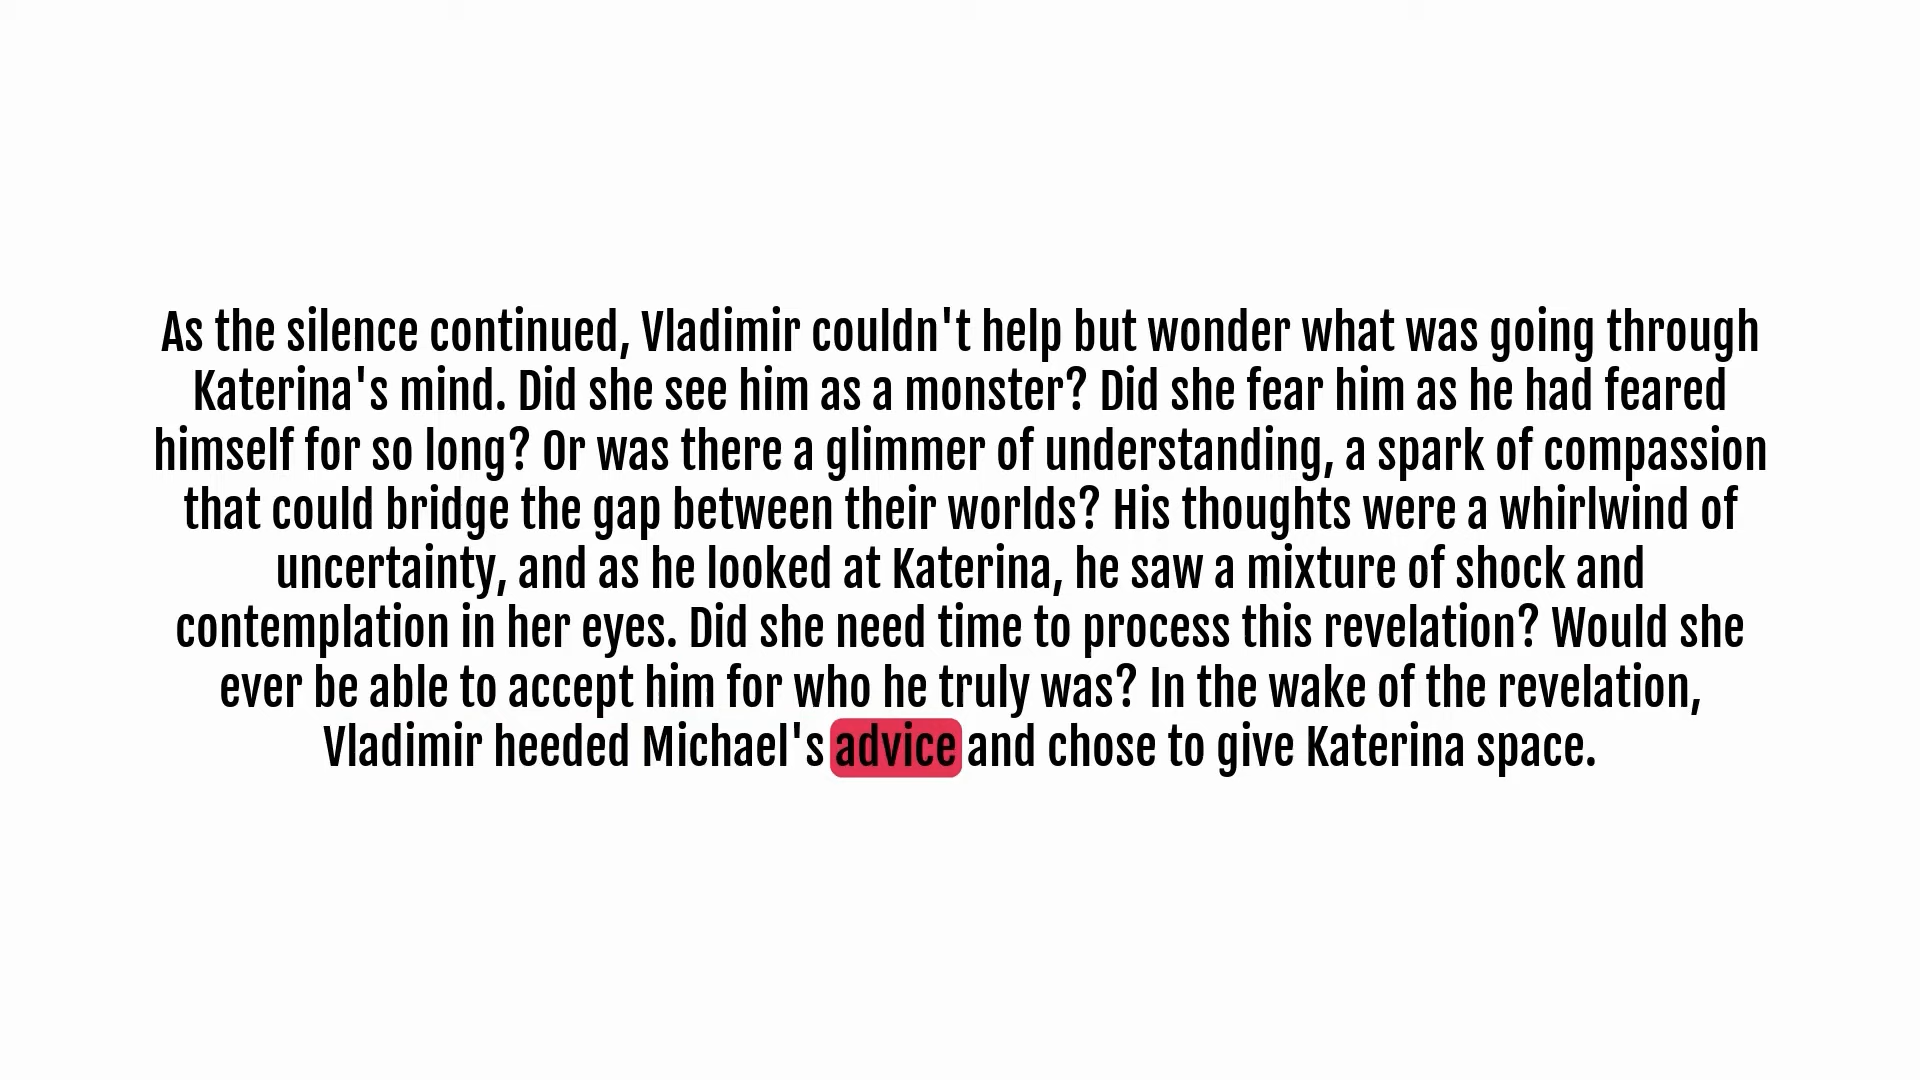 As the silence continued, Vladimir couldn't help but wonder what was going through
Katerina's mind. Did she see him as a monster? Did she fear him as he had feared
himself for so long? Or was there a glimmer of understanding, a spark of compassion
that could bridge the gap between their worlds? His thoughts were a whirlwind of
uncertainty, and as he looked at Katerina, he saw a mixture of shock and
contemplation in her eyes. Did she need time to process this revelation? Would she
ever be able to accept him for who he truly was? In the wake of the revelation,
Vladimir heeded Michael's advice and chose to give Katerina space.